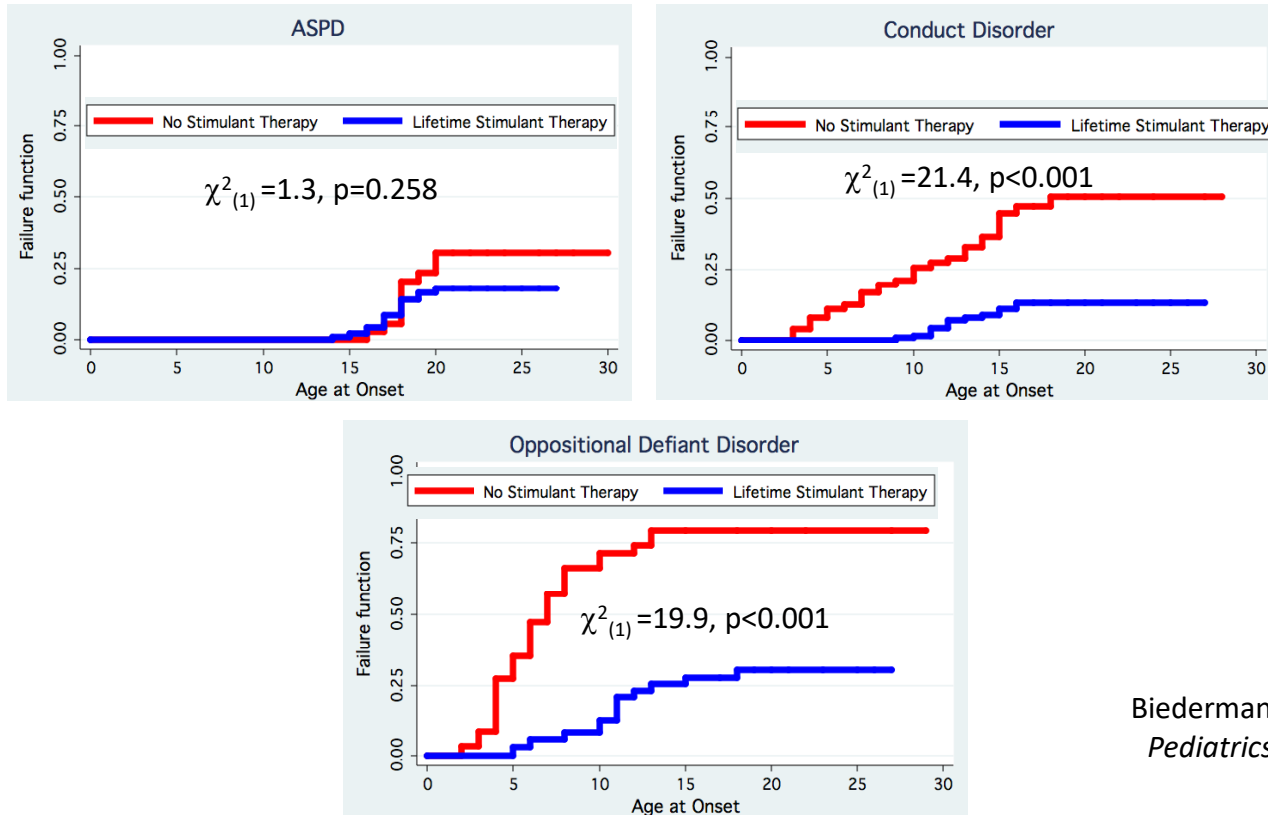 ASPD
Failure function
1.00
0.75
0.50
0.25
0.00
No Stimulant Therapy Lifetime Stimulant Therapy
χ²₍₁₎ =1.3, p=0.258
0 5 10 15 20 25 30
Age at Onset
Conduct Disorder
Failure function
1.00
0.75
0.50
0.25
0.00
No Stimulant Therapy Lifetime Stimulant Therapy
χ²₍₁₎ =21.4, p<0.001
0 5 10 15 20 25 30
Age at Onset
Oppositional Defiant Disorder
Failure function
1.00
0.75
0.50
0.25
0.00
No Stimulant Therapy Lifetime Stimulant Therapy
χ²₍₁₎ =19.9, p<0.001
0 5 10 15 20 25 30
Age at Onset
Biederman
Pediatrics